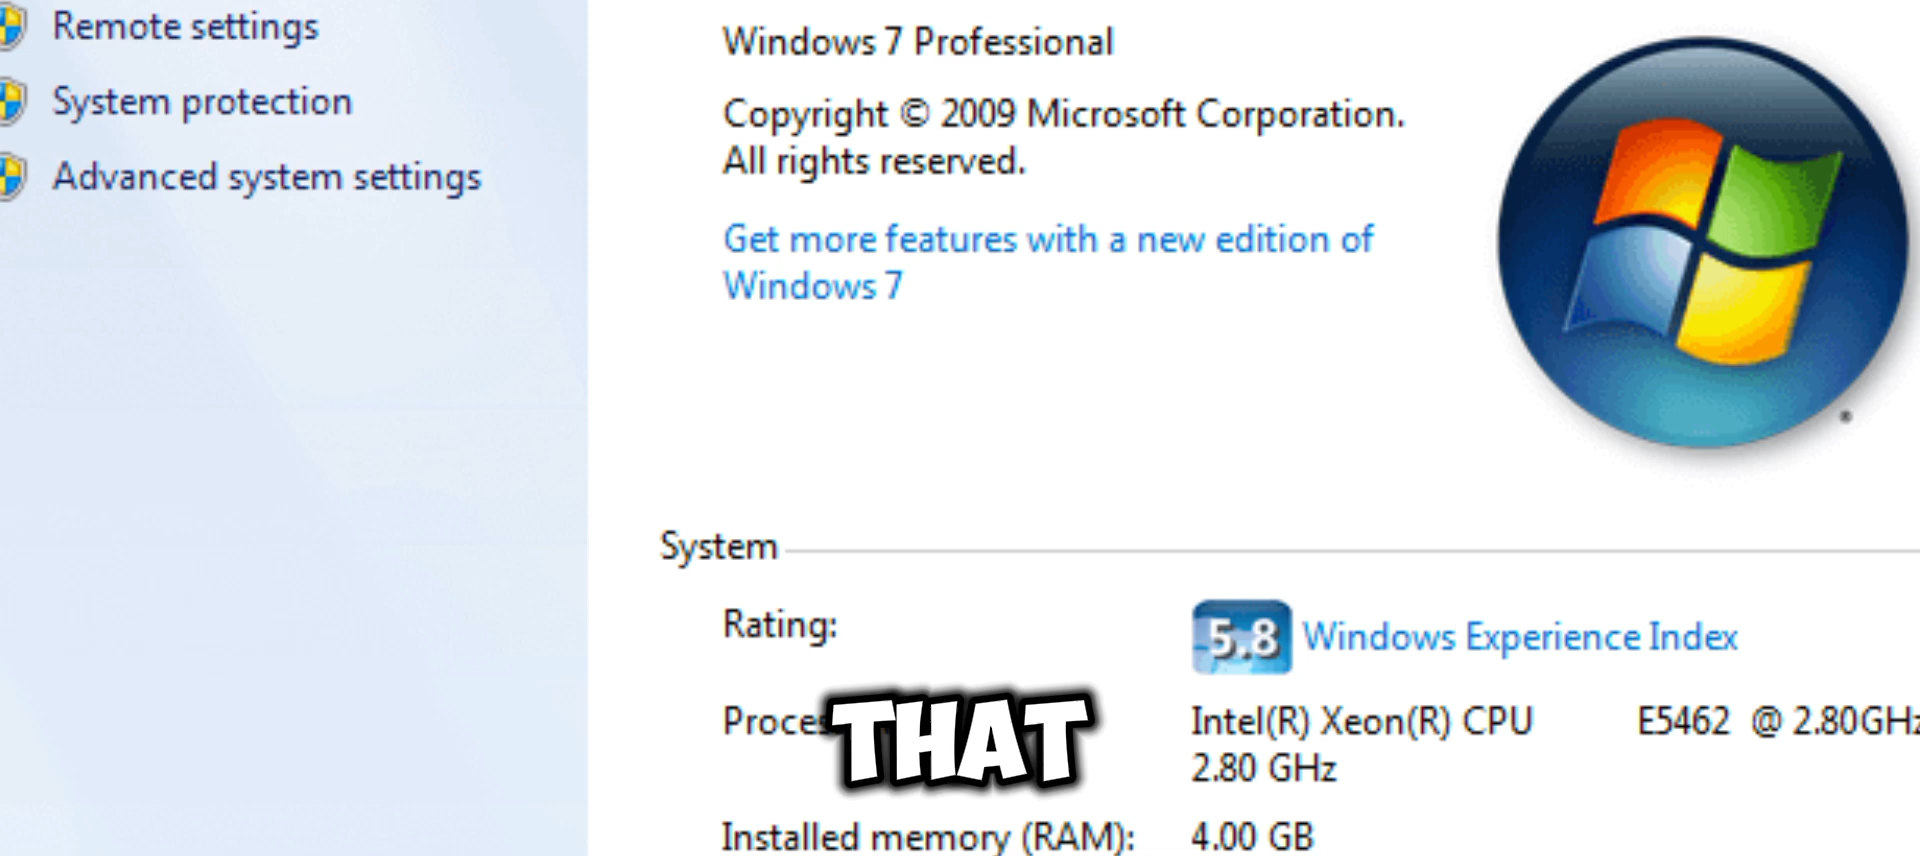 Remote settings
System protection
Advanced system settings
Windows 7 Professional
Copyright © 2009 Microsoft Corporation.
All rights reserved.
Get more features with a new edition of
Windows 7
System
Rating:
5.8 Windows Experience Index
THAT
Intel(R) Xeon(R) CPU E5462 @ 2.80GHz
2.80 GHz
Installed memory (RAM): 4.00 GB